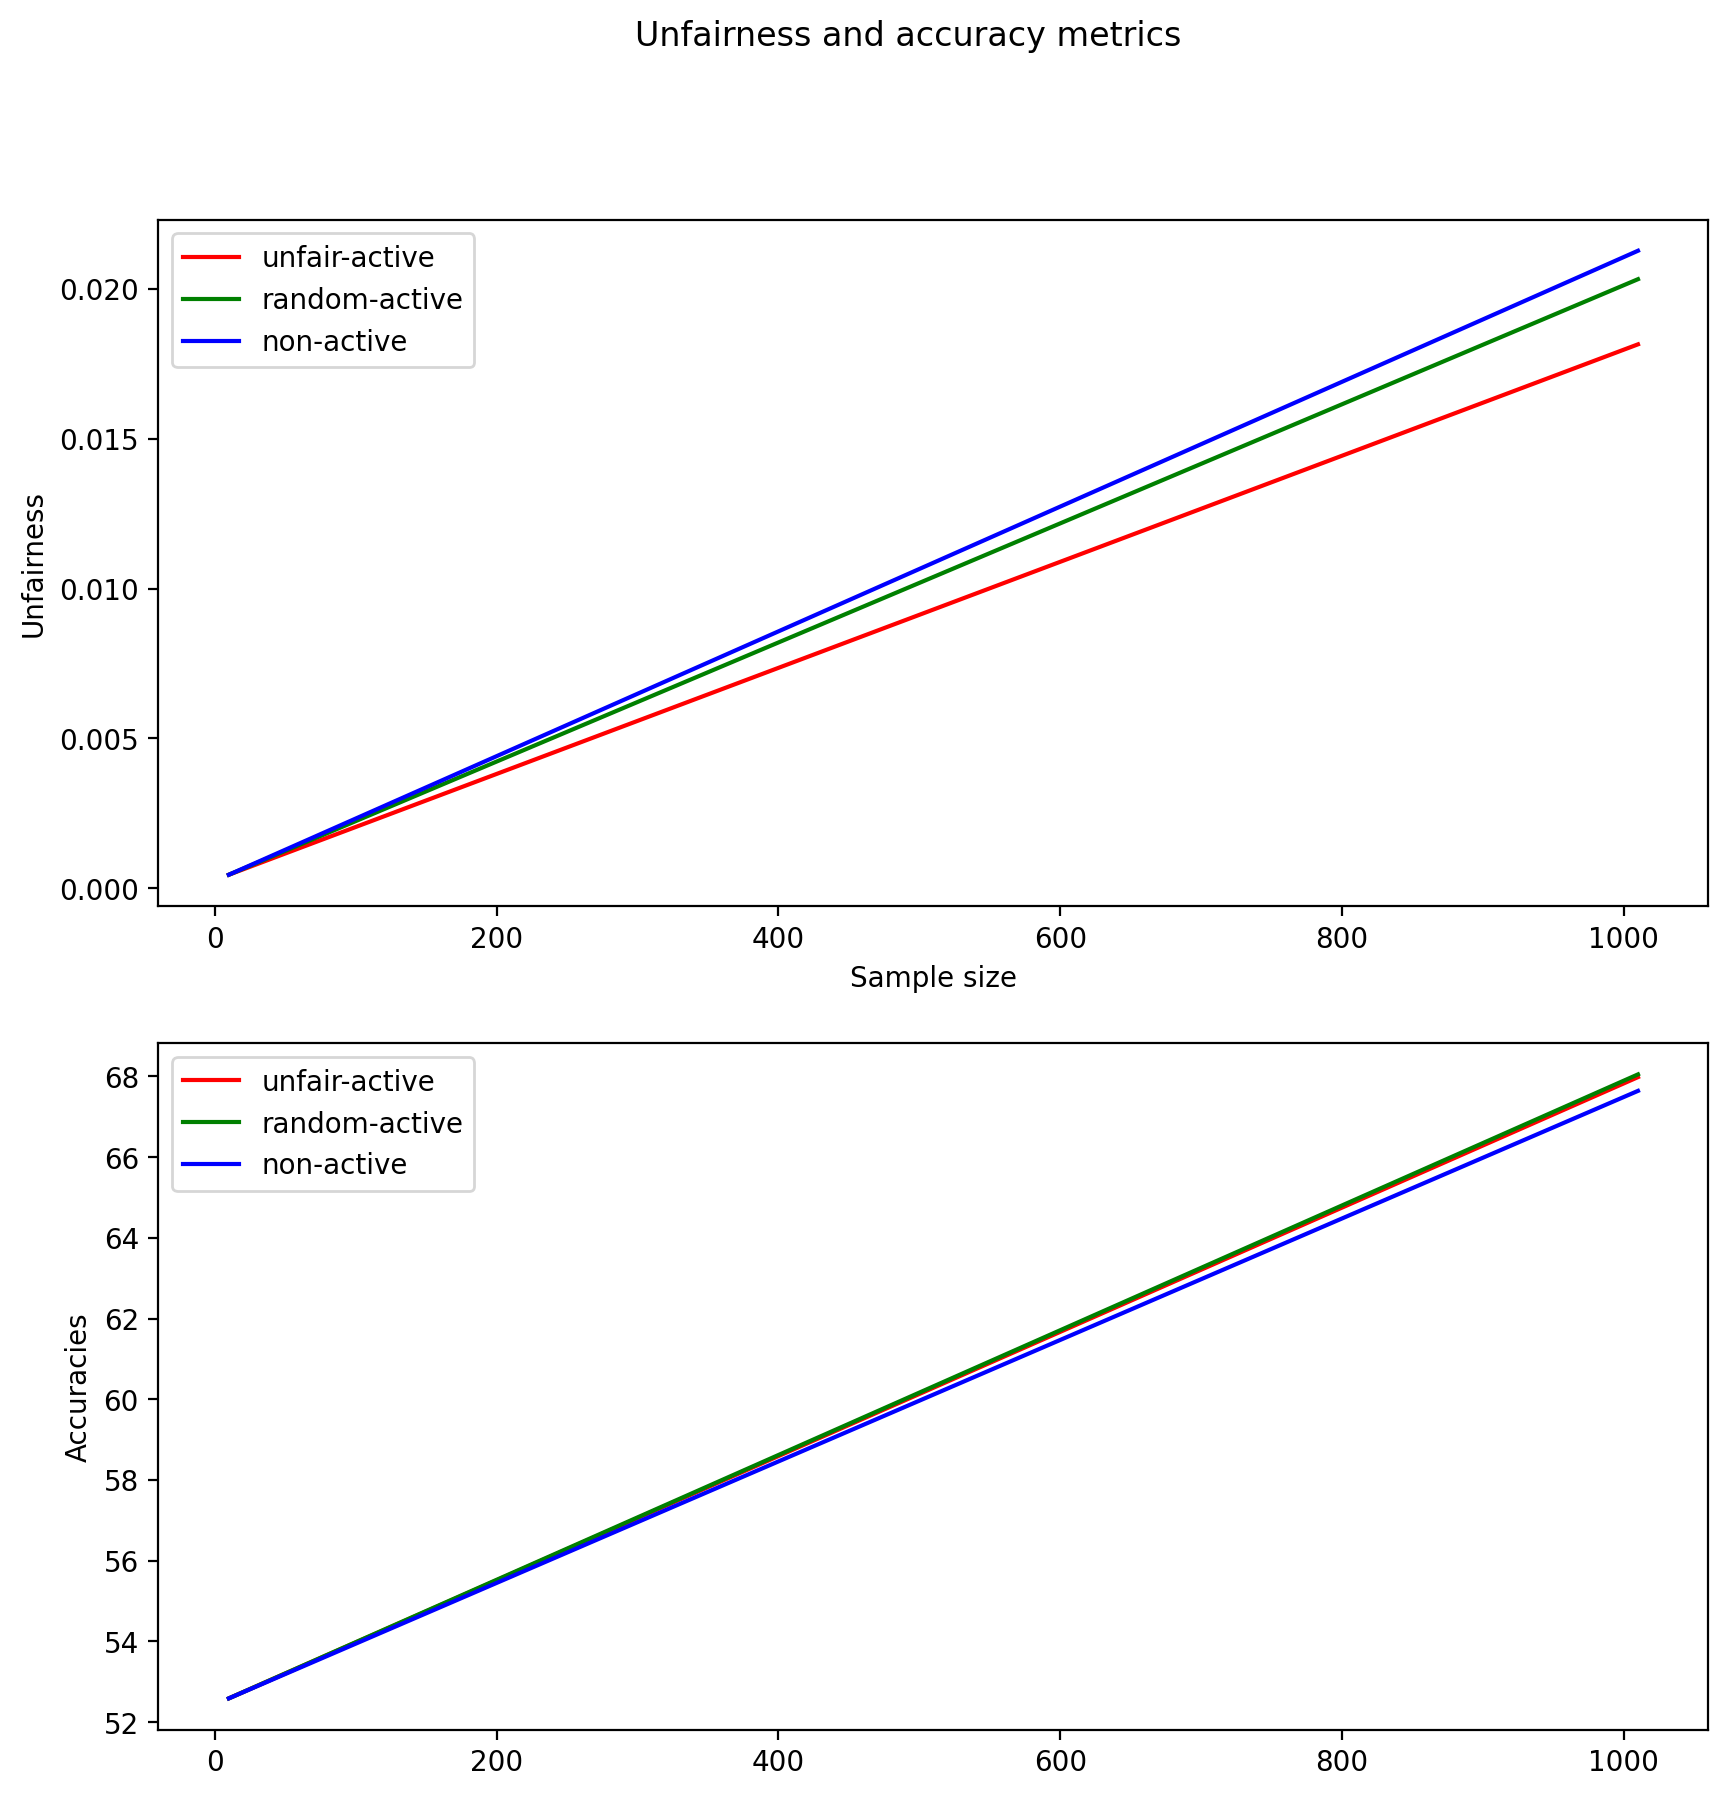 Unfairness and accuracy metrics
unfair-active
random-active
non-active
0.020
0.015
0.010
0.005
0.000
Unfairness
0 200 400 600 800 1000
Sample size
unfair-active
random-active
non-active
68
66
64
62
60
58
56
54
52
Accuracies
0 200 400 600 800 1000